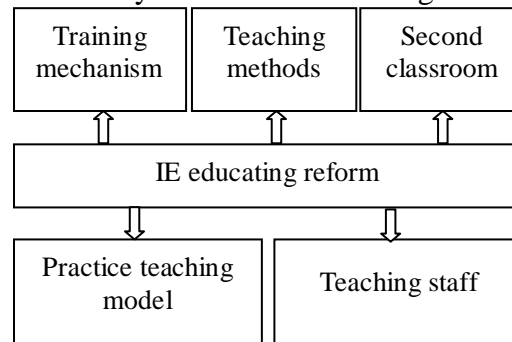 Training
mechanism
Teaching
methods
Second
classroom
IE educating reform
Practice teaching
model
Teaching staff